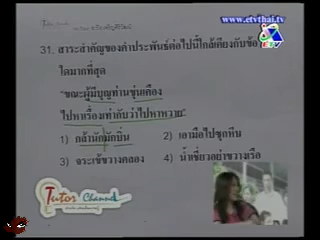 www.etvthai.tv
ETV
31. สาระสำคัญของคำประพันธ์ต่อไปนี้ใกล้เคียงกับข้อ
ใดมากที่สุด
"ขณะผู้มีบุญท่านขุ่นเคือง
ไปหาเรื่องเท่ากับว่าไปหาหวาย"
1) กล้านักมักบิ่น 2) เอามือไปซุกหีบ
3) จระเข้ขวางคลอง 4) น้ำเชี่ยวอย่าขวางเรือ
Tutor Channel